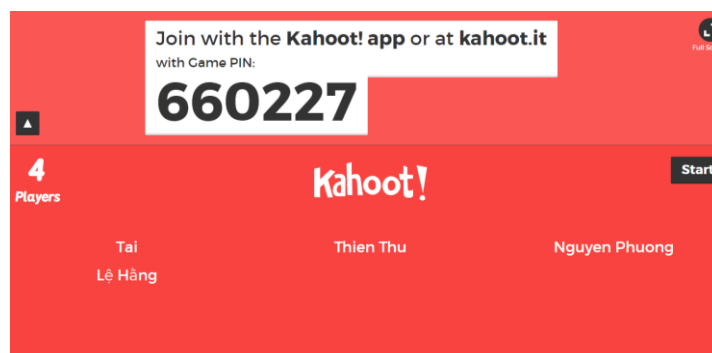 Join with the Kahoot! app or at kahoot.it
with Game PIN:
660227
▲
4
Players
Kahoot!
Start
Tai
Thien Thu
Nguyen Phuong
Lệ Hằng